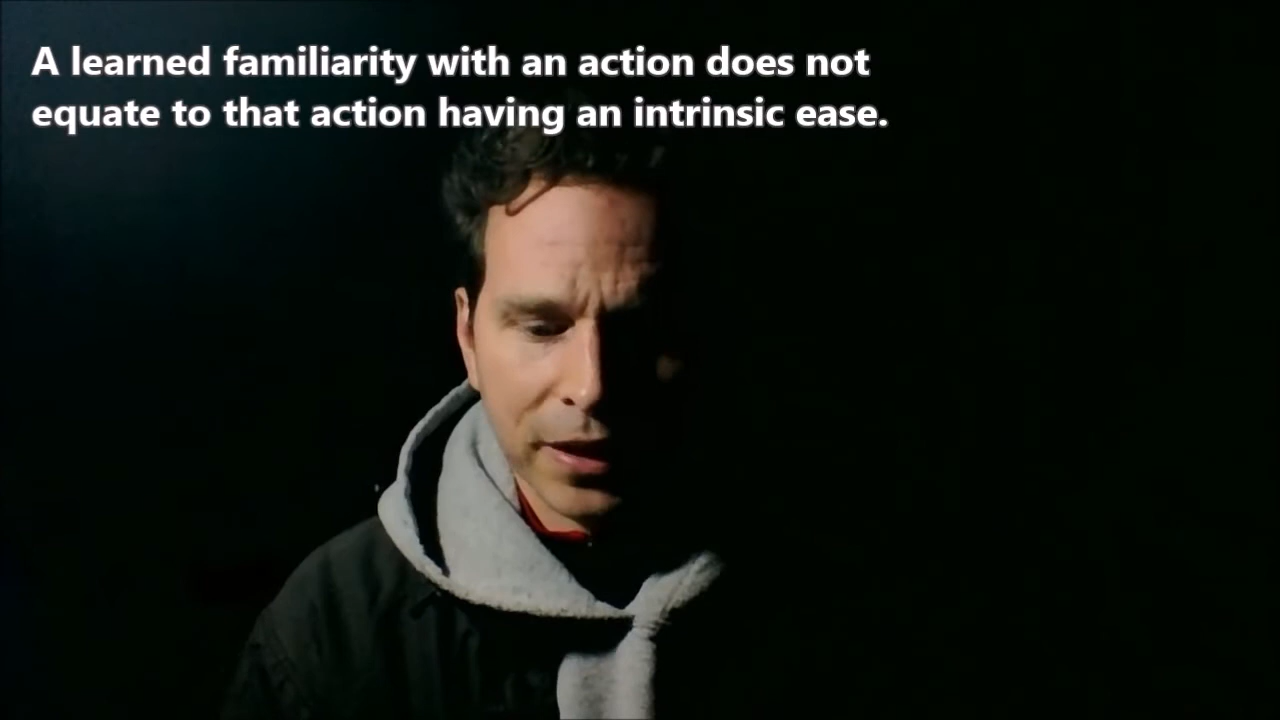 A learned familiarity with an action does not
equate to that action having an intrinsic ease.